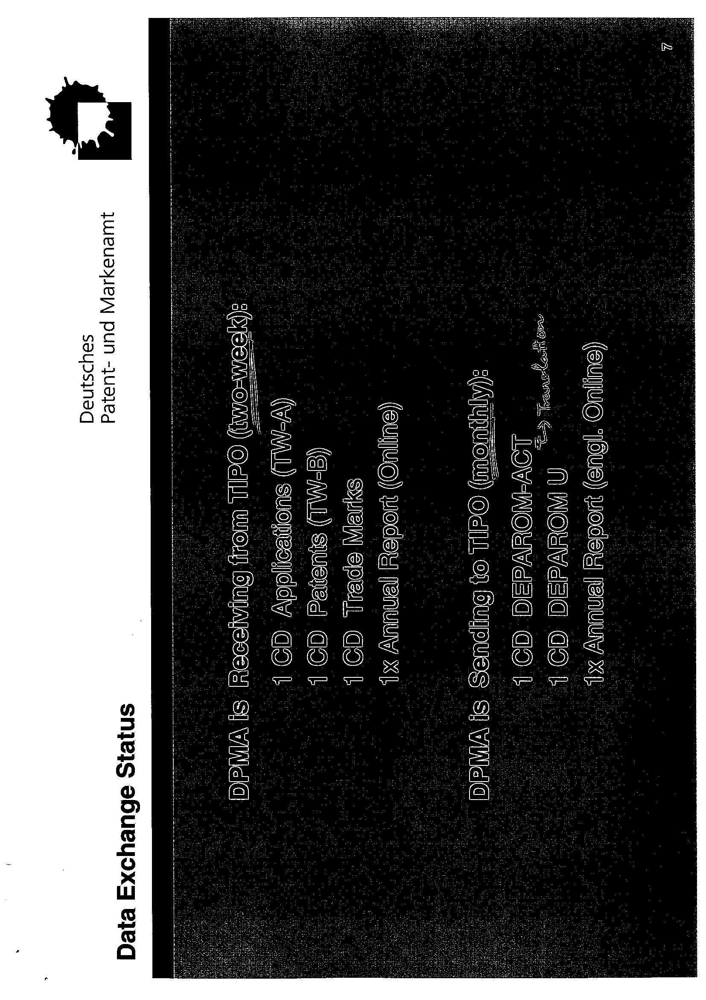 Data Exchange Status
Deutsches
Patent- und Markenamt
DPMA is Receiving from TIPO (two-week):
1 CD Applications (TW-A)
1 CD Patents (TW-B)
1 CD Trade Marks
1x Annual Report (Online)
DPMA is Sending to TIPO (monthly):
1 CD DEPAROM-ACT
↳ Translation
1 CD DEPAROM U
1x Annual Report (engl. Online)
7